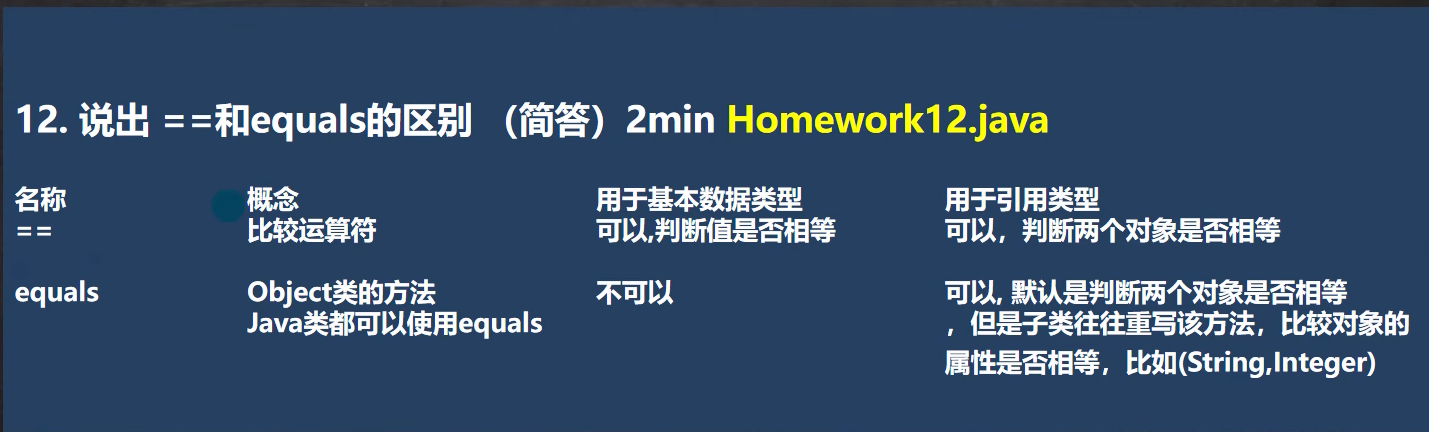 12. 说出 ==和equals的区别 （简答）2min Homework12.java
名称 概念 用于基本数据类型 用于引用类型
== 比较运算符 可以,判断值是否相等 可以，判断两个对象是否相等
equals Object类的方法 不可以 可以, 默认是判断两个对象是否相等
Java类都可以使用equals ，但是子类往往重写该方法，比较对象的
属性是否相等，比如(String,Integer)